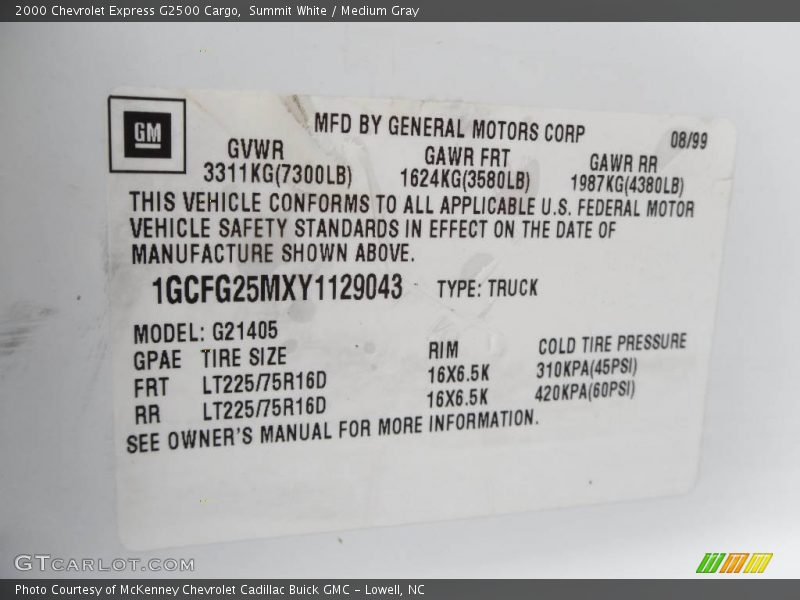 2000 Chevrolet Express G2500 Cargo,  Summit White / Medium Gray
GM
MFD BY GENERAL MOTORS CORP
08/99
GVWR GAWR FRT GAWR RR
3311KG(7300LB) 1624KG(3580LB) 1987KG(4380LB)
THIS VEHICLE CONFORMS TO ALL APPLICABLE U.S. FEDERAL MOTOR
VEHICLE SAFETY STANDARDS IN EFFECT ON THE DATE OF
MANUFACTURE SHOWN ABOVE.
1GCFG25MXY1129043 TYPE: TRUCK
MODEL: G21405
GPAE TIRE SIZE RIM COLD TIRE PRESSURE
FRT LT225/75R16D 16X6.5K 310KPA(45PSI)
RR LT225/75R16D 16X6.5K 420KPA(60PSI)
SEE OWNER'S MANUAL FOR MORE INFORMATION.
GTCARLOT.COM
Photo Courtesy of McKenney Chevrolet Cadillac Buick GMC - Lowell, NC